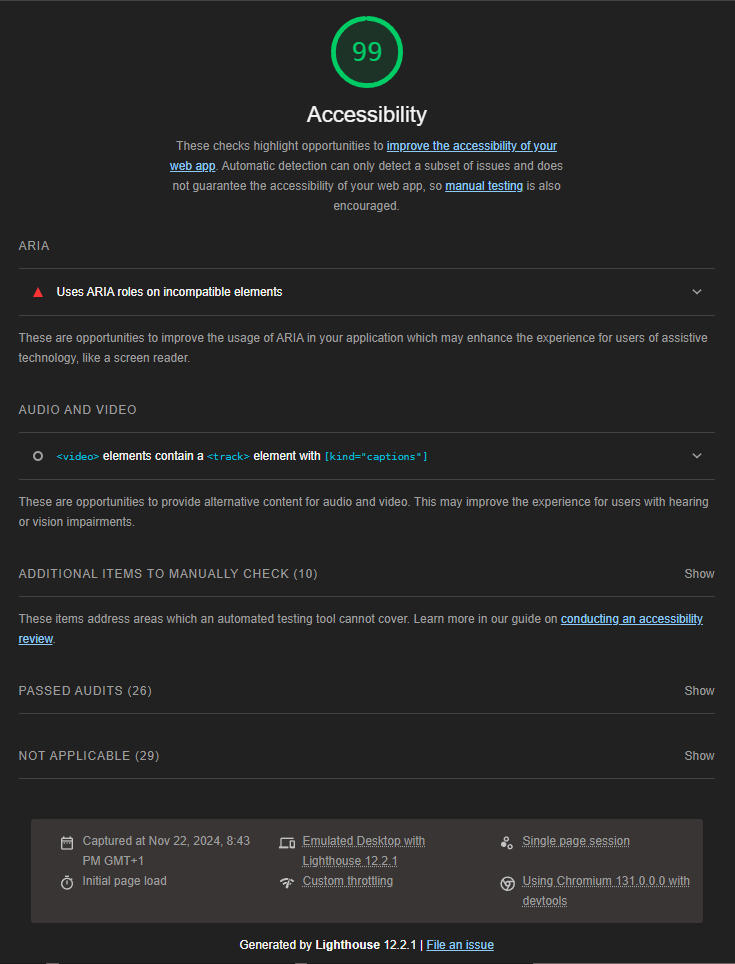 99
Accessibility
These checks highlight opportunities to improve the accessibility of your
web app. Automatic detection can only detect a subset of issues and does
not guarantee the accessibility of your web app, so manual testing is also
encouraged.
ARIA
Uses ARIA roles on incompatible elements
These are opportunities to improve the usage of ARIA in your application which may enhance the experience for users of assistive
technology, like a screen reader.
AUDIO AND VIDEO
<video> elements contain a <track> element with [kind="captions"]
These are opportunities to provide alternative content for audio and video. This may improve the experience for users with hearing
or vision impairments.
ADDITIONAL ITEMS TO MANUALLY CHECK (10) Show
These items address areas which an automated testing tool cannot cover. Learn more in our guide on conducting an accessibility
review.
PASSED AUDITS (26) Show
NOT APPLICABLE (29) Show
Captured at Nov 22, 2024, 8:43
PM GMT+1
Emulated Desktop with
Lighthouse 12.2.1
Single page session
Initial page load
Custom throttling
Using Chromium 131.0.0.0 with
devtools
Generated by Lighthouse 12.2.1 | File an issue